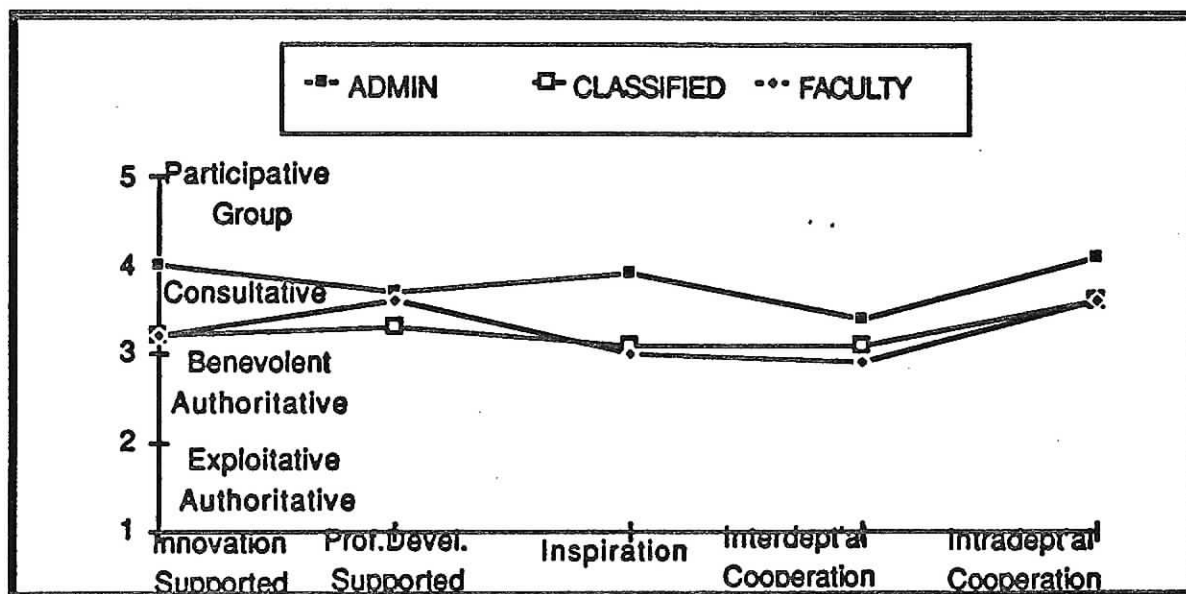 ADMIN CLASSIFIED FACULTY
5 Participative
Group
4
Consultative
3
Benevolent
Authoritative
2
Exploitative
Authoritative
1
Innovation Prof.Devel. Inspiration Interdept'al Intradept'al
Supported Supported Cooperation Cooperation